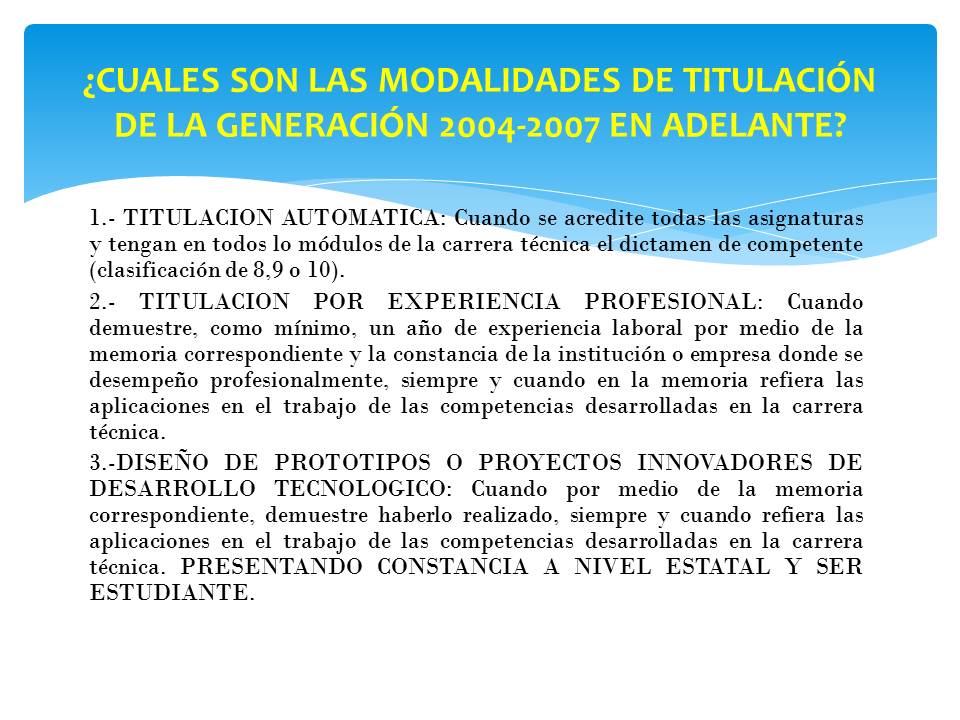 ¿CUALES SON LAS MODALIDADES DE TITULACIÓN
DE LA GENERACIÓN 2004-2007 EN ADELANTE?
1.- TITULACION AUTOMATICA: Cuando se acredite todas las asignaturas
y tengan en todos lo módulos de la carrera técnica el dictamen de competente
(clasificación de 8,9 o 10).
2.- TITULACION POR EXPERIENCIA PROFESIONAL: Cuando
demuestre, como mínimo, un año de experiencia laboral por medio de la
memoria correspondiente y la constancia de la institución o empresa donde se
desempeño profesionalmente, siempre y cuando en la memoria refiera las
aplicaciones en el trabajo de las competencias desarrolladas en la carrera
técnica.
3.-DISEÑO DE PROTOTIPOS O PROYECTOS INNOVADORES DE
DESARROLLO TECNOLOGICO: Cuando por medio de la memoria
correspondiente, demuestre haberlo realizado, siempre y cuando refiera las
aplicaciones en el trabajo de las competencias desarrolladas en la carrera
técnica. PRESENTANDO CONSTANCIA A NIVEL ESTATAL Y SER
ESTUDIANTE.